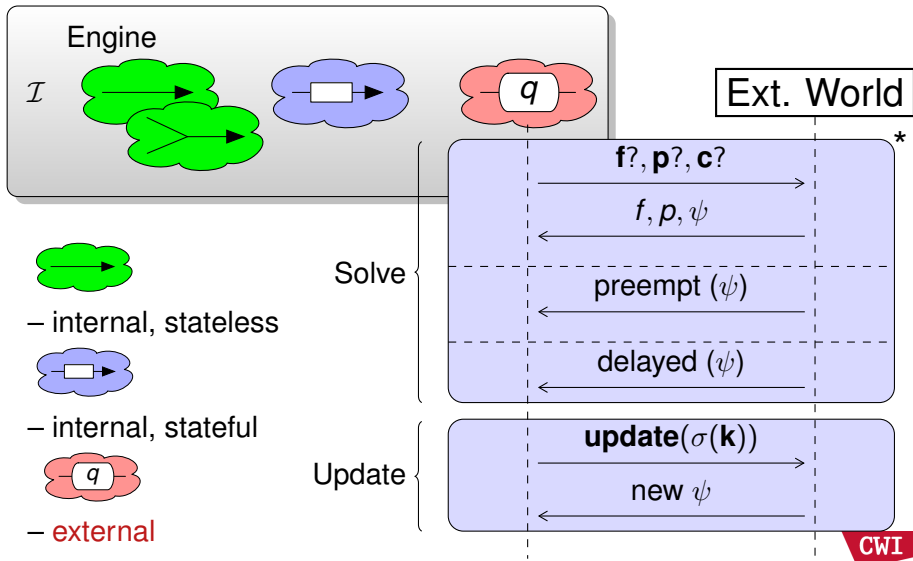 Engine
ℐ
q
Ext. World
*
f?, p?, c?
f, p, ψ
Solve
preempt (ψ)
delayed (ψ)
– internal, stateless
– internal, stateful
q
– external
Update
update(σ(k))
new ψ
CWI